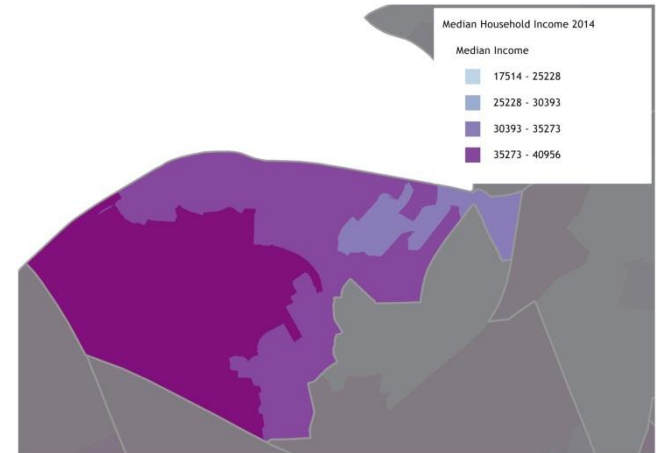 Median Household Income 2014
Median Income
17514 - 25228
25228 - 30393
30393 - 35273
35273 - 40956